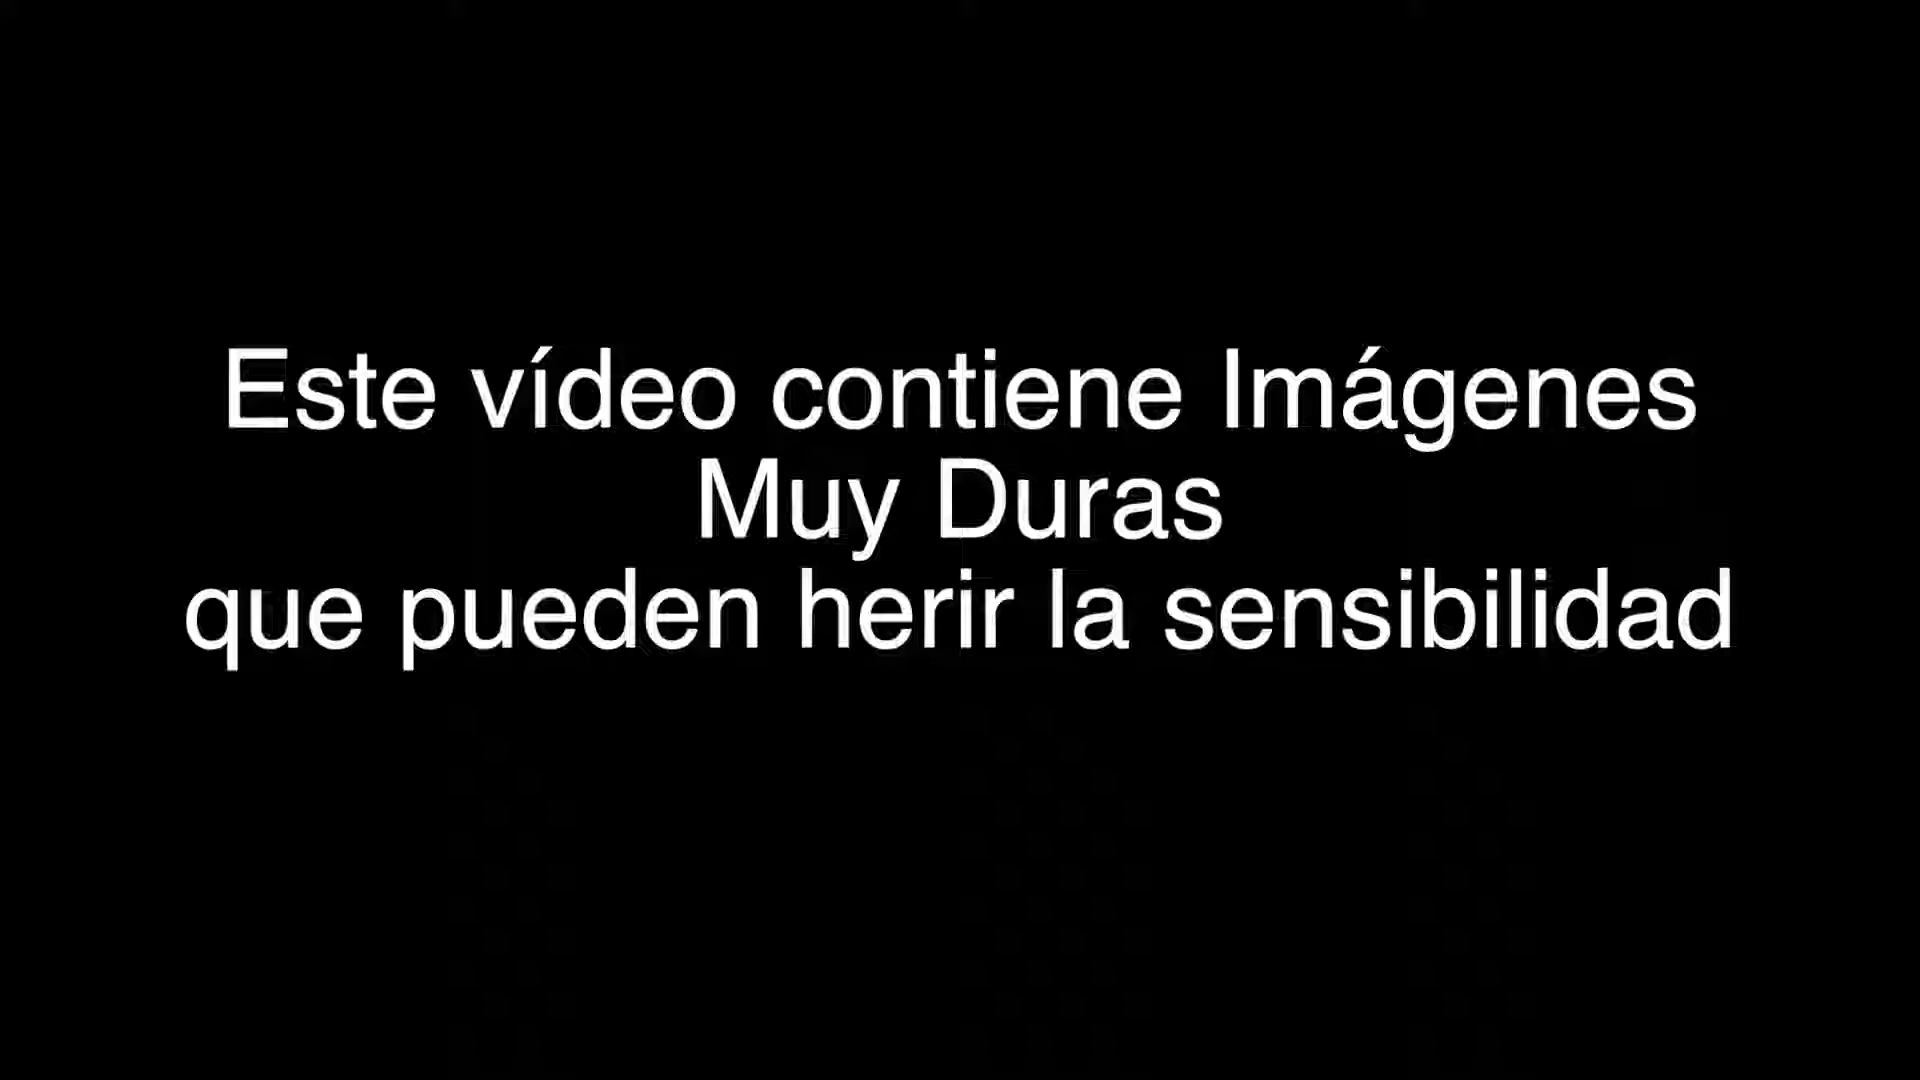 Este vídeo contiene Imágenes
Muy Duras
que pueden herir la sensibilidad